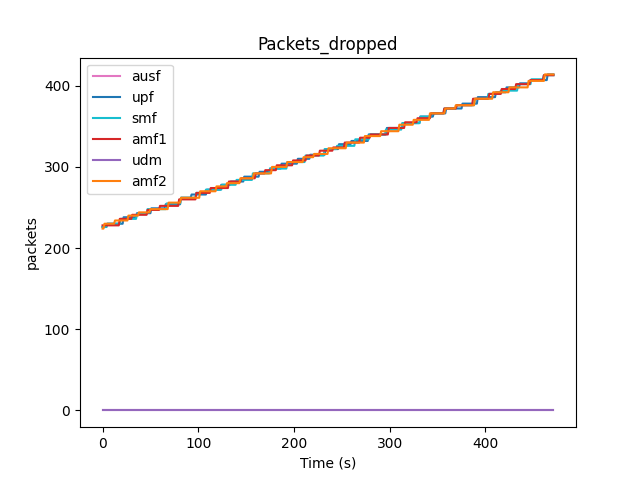 Packets_dropped
ausf
upf
smf
amf1
udm
amf2
packets
400
300
200
100
0
0 100 200 300 400
Time (s)